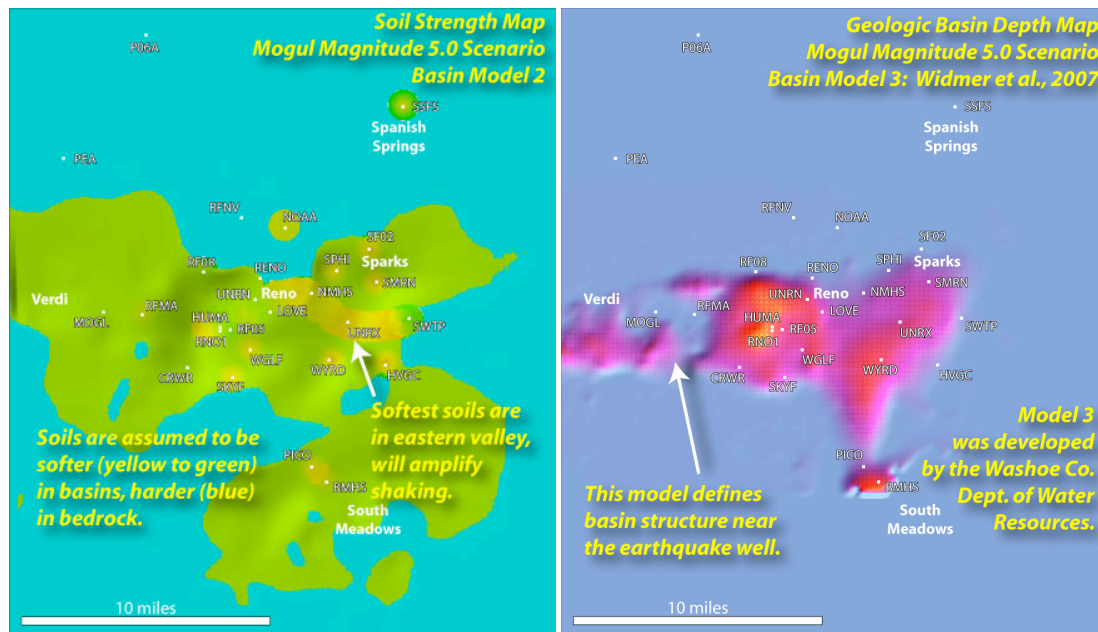 Soil Strength Map
Mogul Magnitude 5.0 Scenario
Basin Model 2
P06A
SSFS
Spanish
Springs
PEA
RFNV
NOAA
SF02
Sparks
RF08
RENO
SPHI
SMRN
Verdi
UNRN
Reno
NMHS
MOGL
RFMA
HUMA
LOVE
RF05
UNRX
SWTP
RNO1
WGLF
CRWR
SKYF
WYRD
HVGC
Softest soils are
in eastern valley,
will amplify
shaking.
Soils are assumed to be
softer (yellow to green)
in basins, harder (blue)
in bedrock.
PICO
BMHS
South
Meadows
10 miles
Geologic Basin Depth Map
Mogul Magnitude 5.0 Scenario
Basin Model 3: Widmer et al., 2007
P06A
SSFS
Spanish
Springs
PEA
RFNV
NOAA
SF02
Sparks
RF08
RENO
SPHI
SMRN
Verdi
UNRN
Reno
NMHS
MOGL
RFMA
HUMA
LOVE
RF05
UNRX
SWTP
RNO1
WGLF
CRWR
SKYF
WYRD
HVGC
Model 3
was developed
by the Washoe Co.
Dept. of Water
Resources.
PICO
BMHS
This model defines
basin structure near
the earthquake well.
South
Meadows
10 miles